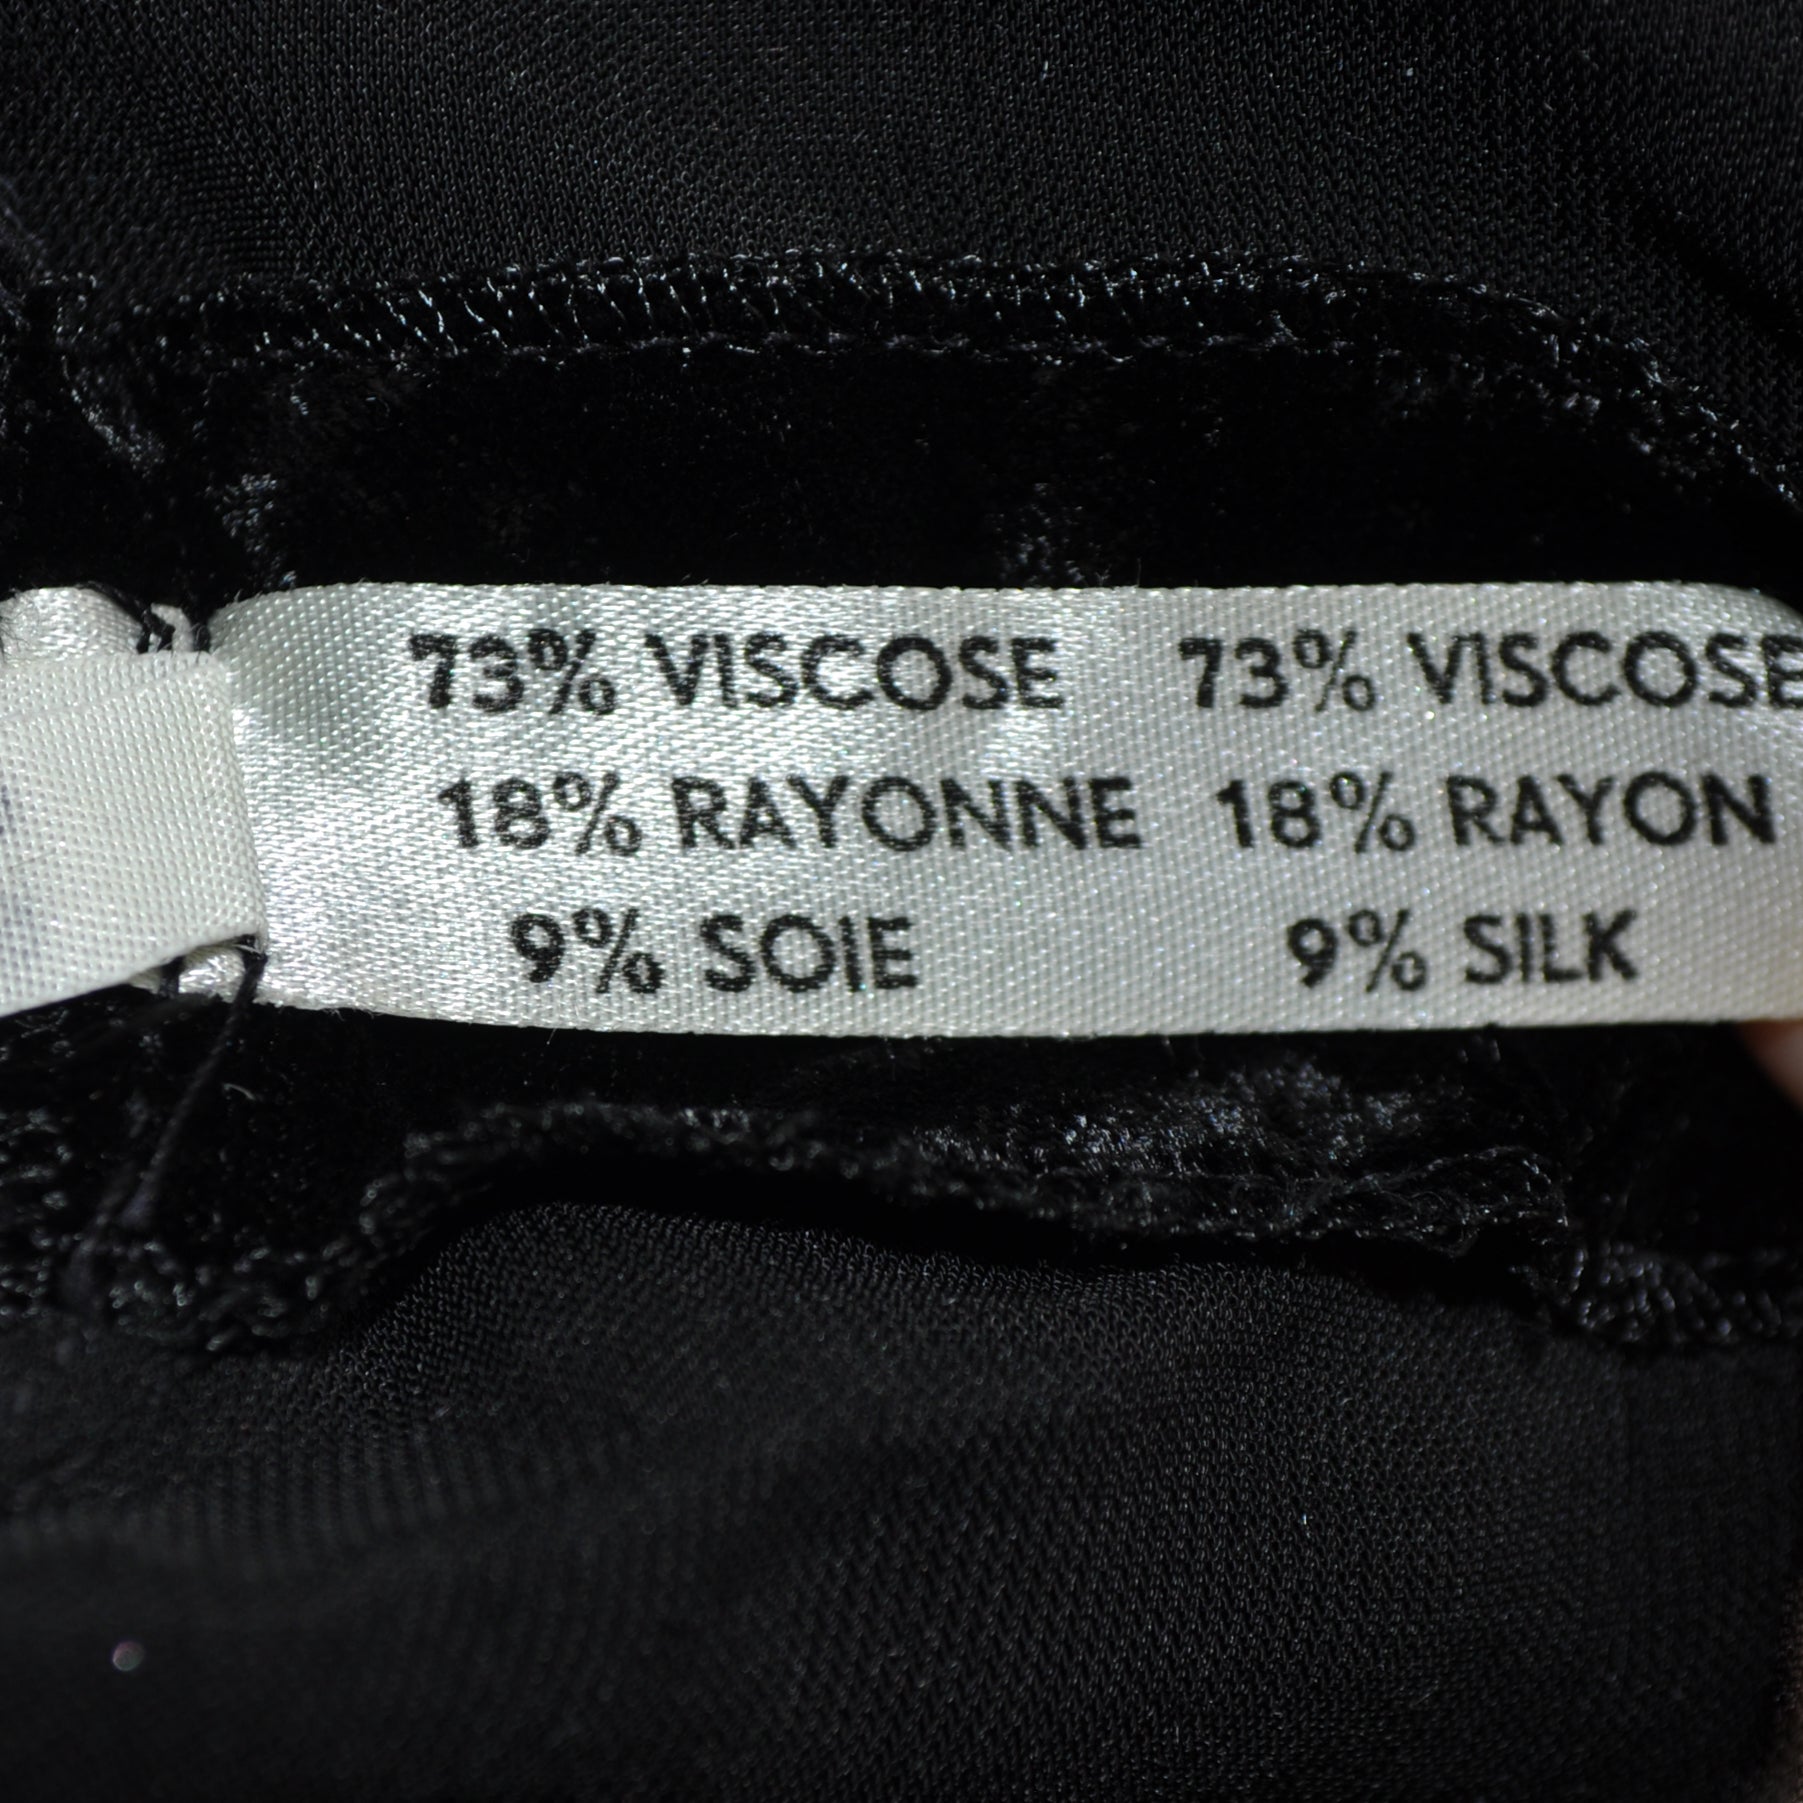 73% VISCOSE 73% VISCOSE
18% RAYONNE 18% RAYON
9% SOIE 9% SILK